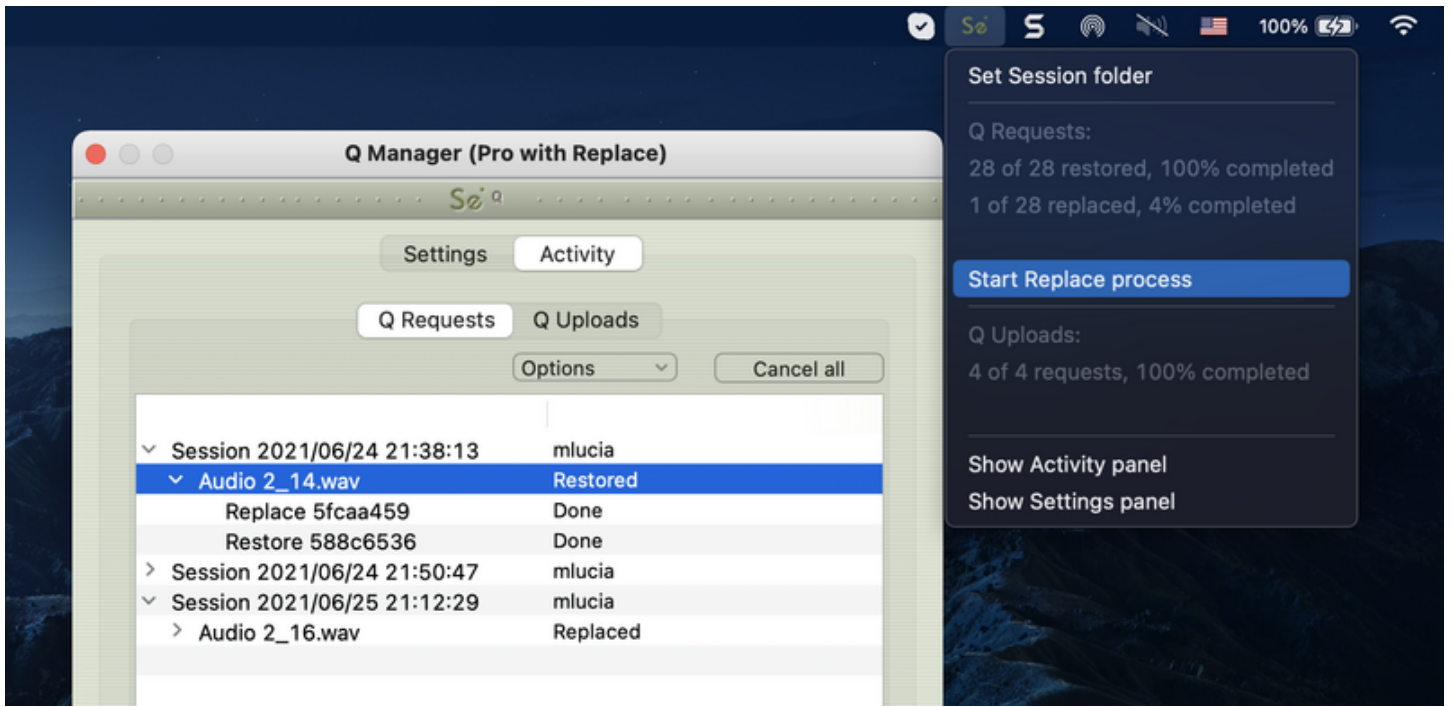 Sø S 100%
Set Session folder
Q Requests:
28 of 28 restored, 100% completed
1 of 28 replaced, 4% completed
Start Replace process
Q Uploads:
4 of 4 requests, 100% completed
Show Activity panel
Show Settings panel
Q Manager (Pro with Replace)
Sø Q
Settings Activity
Q Requests Q Uploads
Options Cancel all
Session 2021/06/24 21:38:13 mlucia
Audio 2_14.wav Restored
Replace 5fcaa459 Done
Restore 588c6536 Done
Session 2021/06/24 21:50:47 mlucia
Session 2021/06/25 21:12:29 mlucia
Audio 2_16.wav Replaced